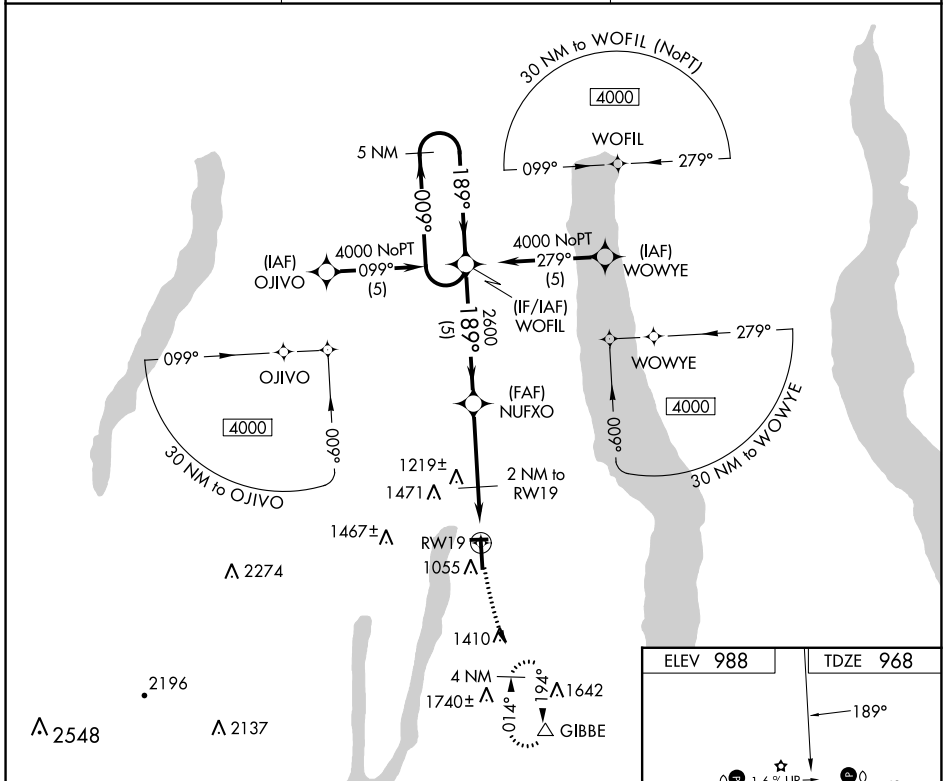 30 NM to WOFIL (NoPT)
4000
WOFIL
099°
279°
5 NM
189°
009°
4000 NoPT
099°
(5)
(IAF)
OJIVO
4000 NoPT
279°
(5)
(IAF)
WOWYE
(IF/IAF)
WOFIL
2600
189°
(5)
099°
OJIVO
009°
4000
30 NM to OJIVO
(FAF)
NUFXO
279°
WOWYE
009°
4000
30 NM to WOWYE
1219±
1471
2 NM to
RW19
1467±
RW19
1055
2274
1410
4 NM
1740±
014°
194°
1642
GIBBE
2196
2548
2137
ELEV 988
TDZE 968
189°
1.6% UP
P
P